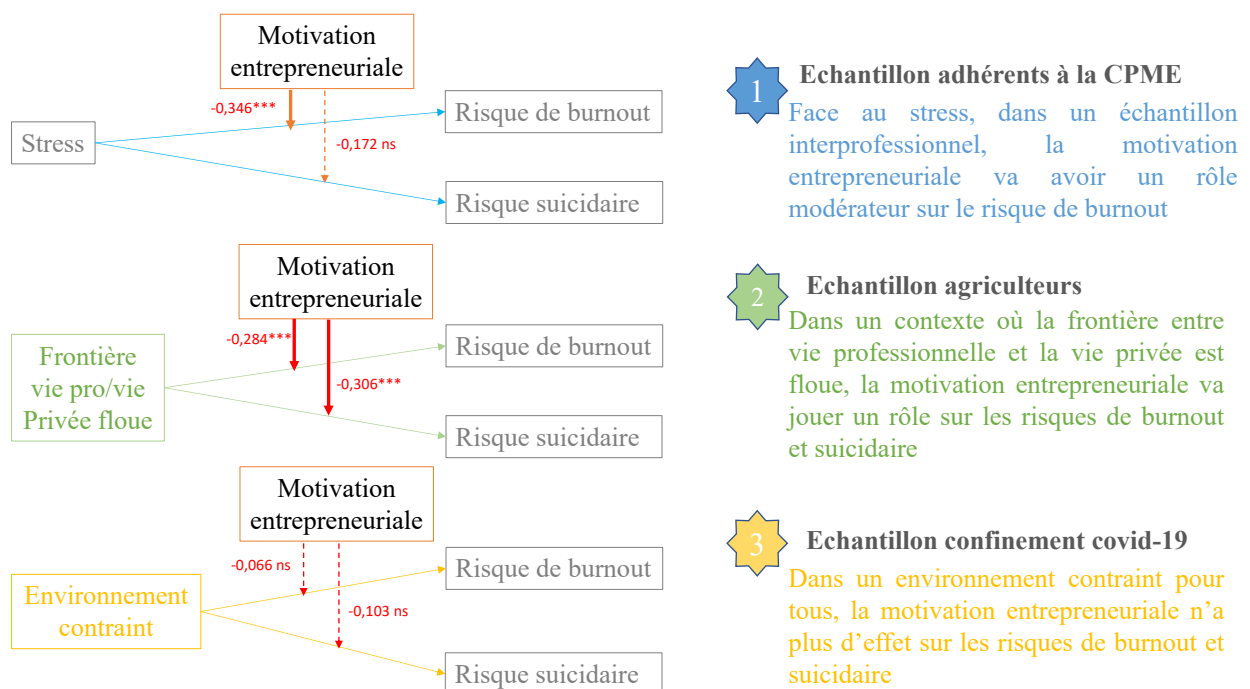 Motivation
entrepreneuriale
-0,346***
Risque de burnout
Stress
-0,172 ns
Risque suicidaire
1
Echantillon adhérents à la CPME
Face au stress, dans un échantillon
interprofessionnel, la motivation
entrepreneuriale va avoir un rôle
modérateur sur le risque de burnout
Motivation
entrepreneuriale
-0,284***
Risque de burnout
Frontière
vie pro/vie
Privée floue
-0,306***
Risque suicidaire
2
Echantillon agriculteurs
Dans un contexte où la frontière entre
vie professionnelle et la vie privée est
floue, la motivation entrepreneuriale va
jouer un rôle sur les risques de burnout
et suicidaire
Motivation
entrepreneuriale
-0,066 ns
Risque de burnout
Environnement
contraint
-0,103 ns
Risque suicidaire
3
Echantillon confinement covid-19
Dans un environnement contraint pour
tous, la motivation entrepreneuriale n’a
plus d’effet sur les risques de burnout et
suicidaire